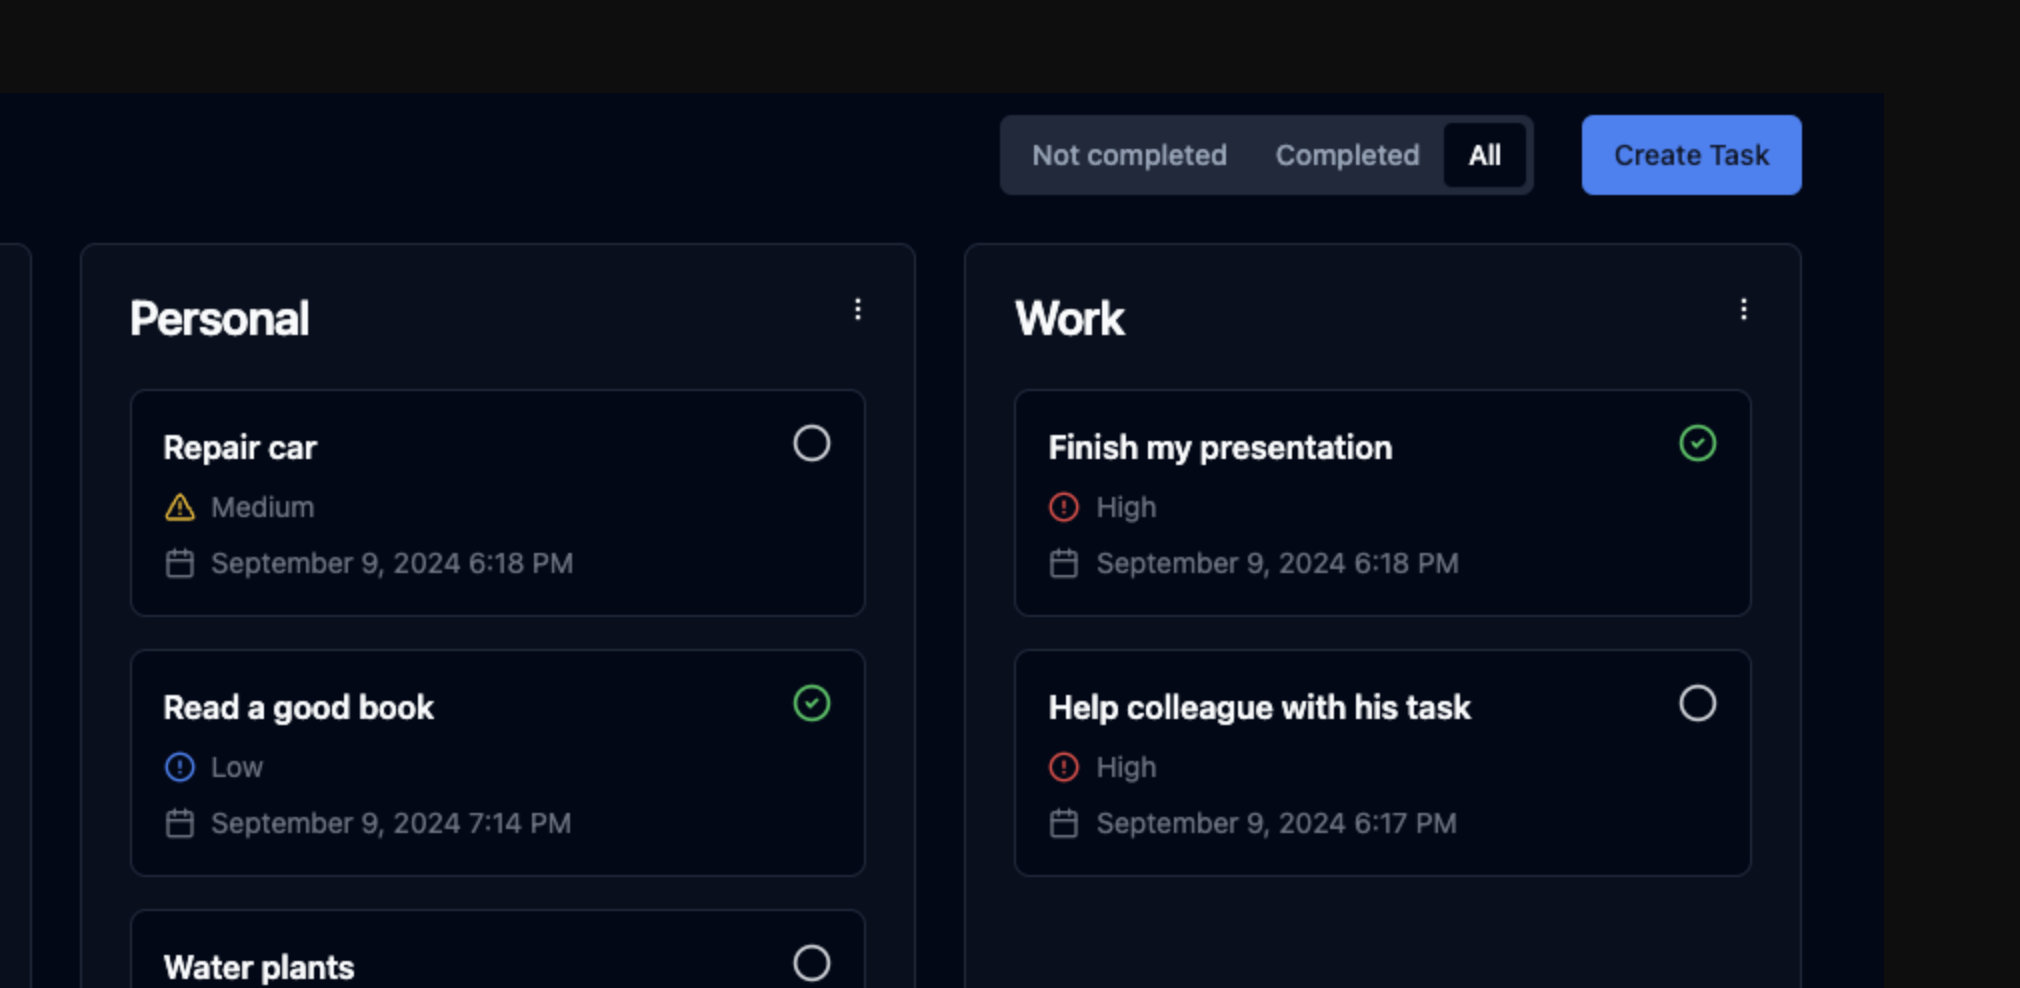 Not completed Completed All Create Task
Personal
Repair car
Medium
September 9, 2024 6:18 PM
Read a good book
Low
September 9, 2024 7:14 PM
Water plants
Work
Finish my presentation
High
September 9, 2024 6:18 PM
Help colleague with his task
High
September 9, 2024 6:17 PM